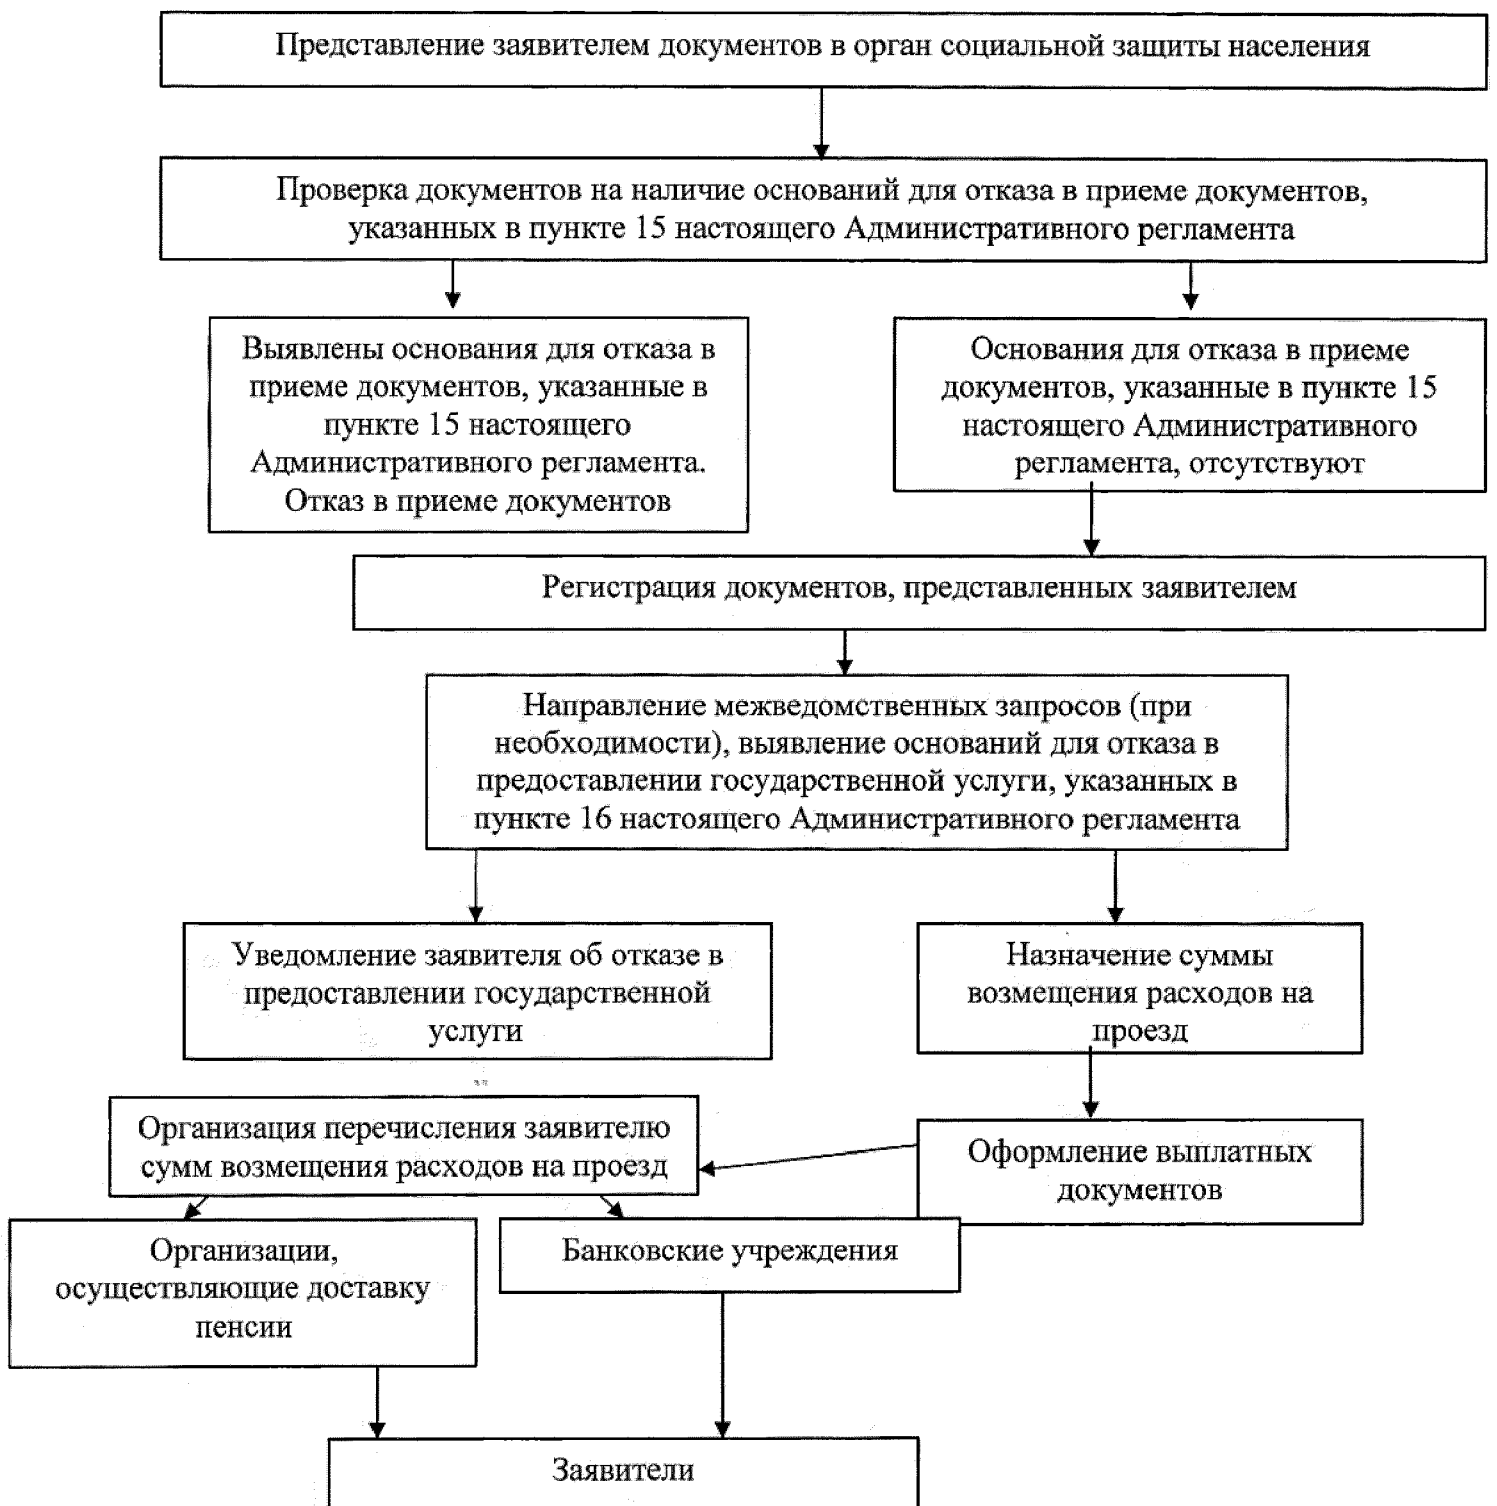 Представление заявителем документов в орган социальной защиты населения
Проверка документов на наличие оснований для отказа в приеме документов,
указанных в пункте 15 настоящего Административного регламента
Выявлены основания для отказа в
приеме документов, указанные в
пункте 15 настоящего
Административного регламента.
Отказ в приеме документов
Основания для отказа в приеме
документов, указанные в пункте 15
настоящего Административного
регламента, отсутствуют
Регистрация документов, представленных заявителем
Направление межведомственных запросов (при
необходимости), выявление оснований для отказа в
предоставлении государственной услуги, указанных в
пункте 16 настоящего Административного регламента
Уведомление заявителя об отказе в
предоставлении государственной
услуги
Назначение суммы
возмещения расходов на
проезд
Организация перечисления заявителю
сумм возмещения расходов на проезд
Оформление выплатных
документов
Организации,
осуществляющие доставку
пенсии
Банковские учреждения
Заявители